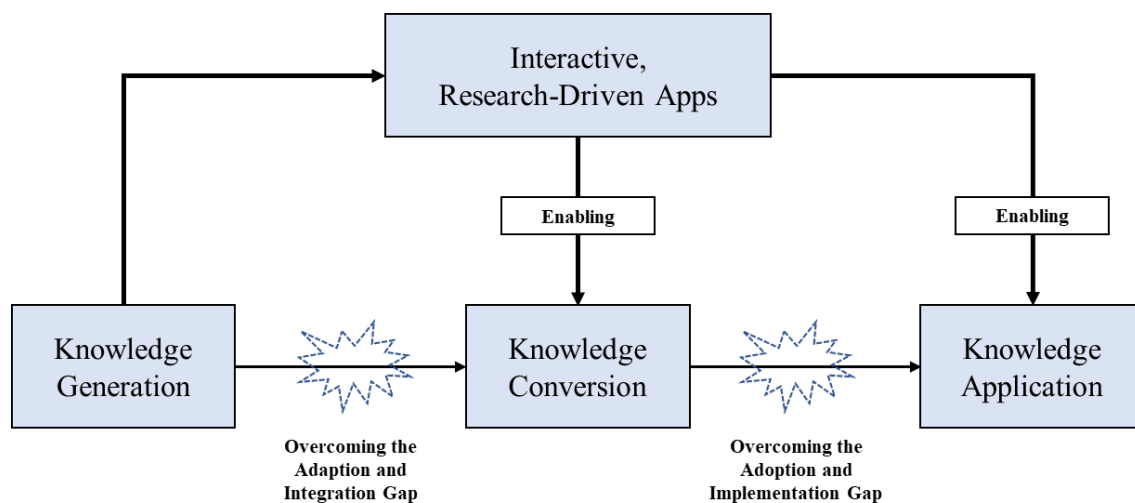 Interactive,
Research-Driven Apps
Enabling
Enabling
Knowledge
Generation
Knowledge
Conversion
Knowledge
Application
Overcoming the
Adaption and
Integration Gap
Overcoming the
Adoption and
Implementation Gap